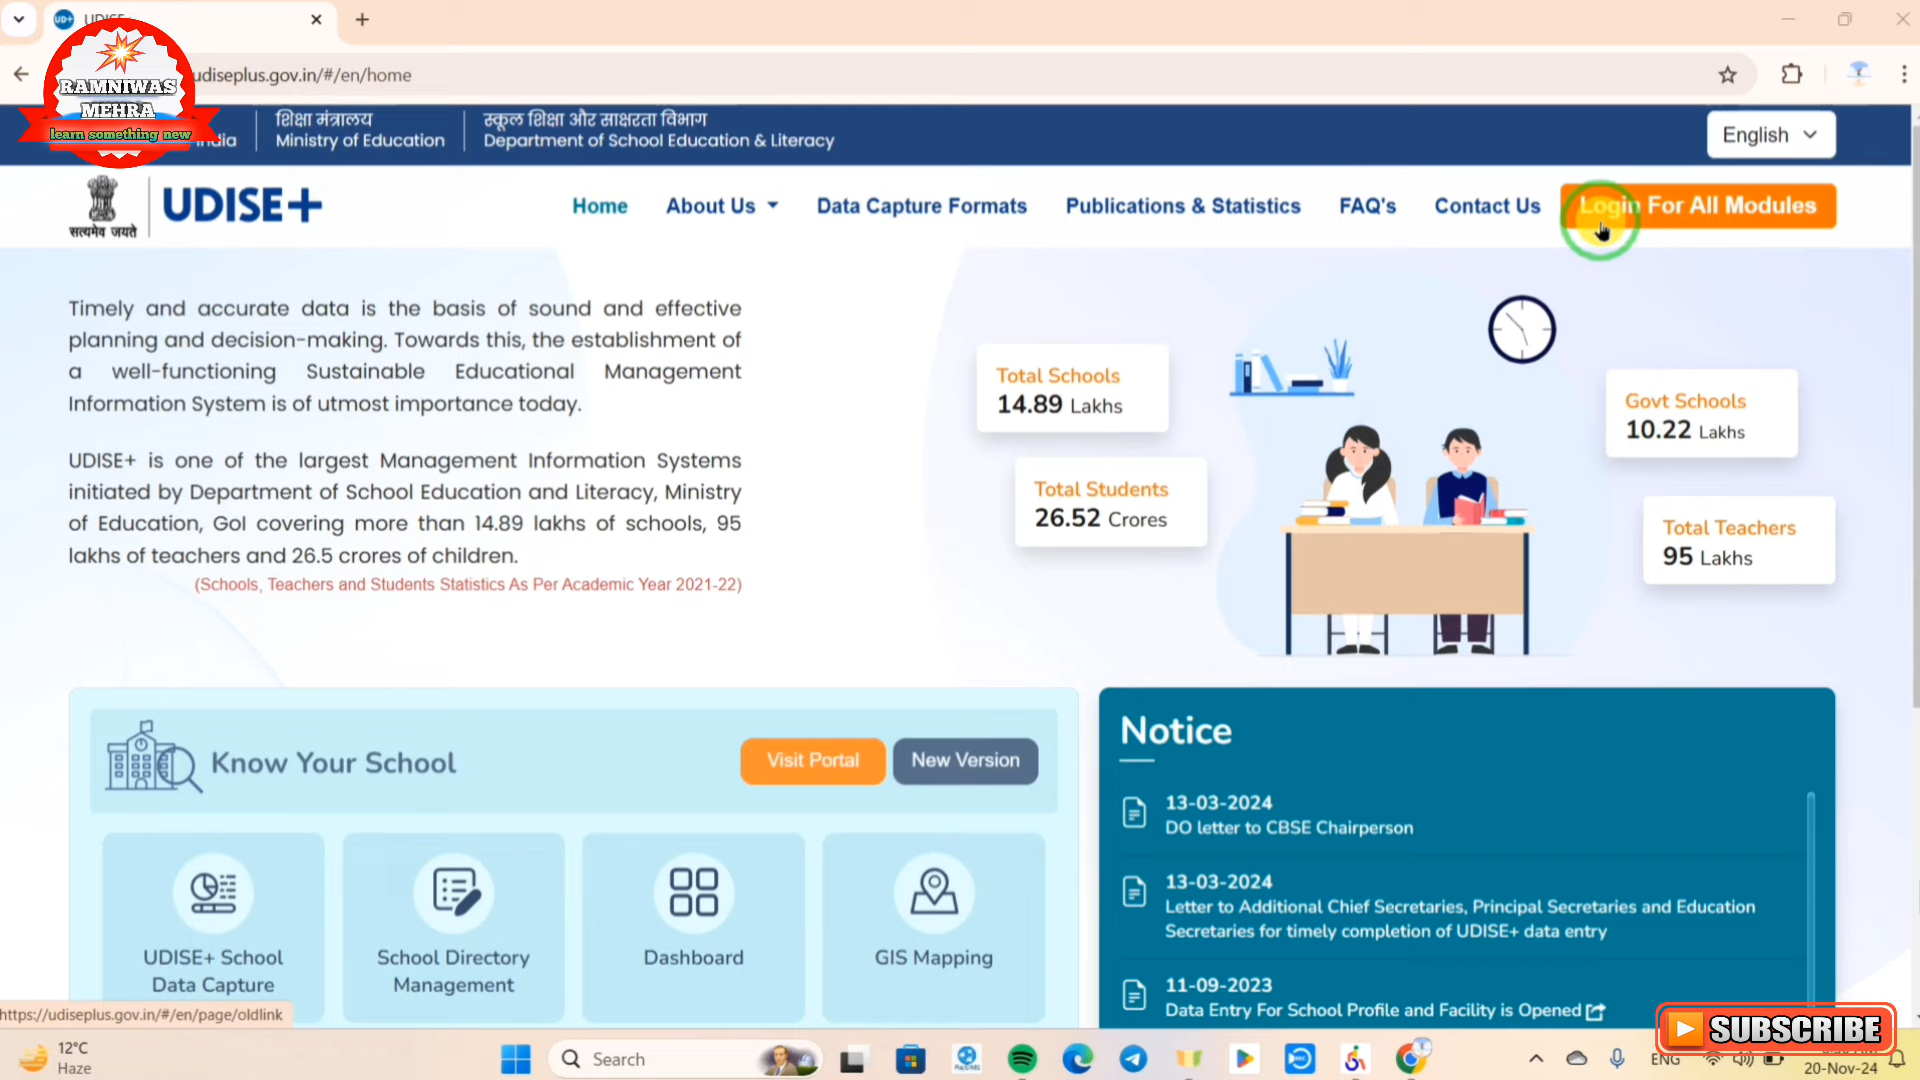 UD+ UDISE+
udiseplus.gov.in/#/en/home
RAMNIWAS
MEHRA
learn something new
India
शिक्षा मंत्रालय
Ministry of Education
स्कूल शिक्षा और साक्षरता विभाग
Department of School Education & Literacy
English
सत्यमेव जयते
UDISE+
Home About Us Data Capture Formats Publications & Statistics FAQ's Contact Us Login For All Modules
Timely and accurate data is the basis of sound and effective
planning and decision-making. Towards this, the establishment of
a well-functioning Sustainable Educational Management
Information System is of utmost importance today.
UDISE+ is one of the largest Management Information Systems
initiated by Department of School Education and Literacy, Ministry
of Education, GoI covering more than 14.89 lakhs of schools, 95
lakhs of teachers and 26.5 crores of children.
(Schools, Teachers and Students Statistics As Per Academic Year 2021-22)
Total Schools
14.89 Lakhs
Total Students
26.52 Crores
Govt Schools
10.22 Lakhs
Total Teachers
95 Lakhs
Know Your School
Visit Portal
New Version
UDISE+ School
Data Capture
School Directory
Management
Dashboard
GIS Mapping
Notice
13-03-2024
DO letter to CBSE Chairperson
13-03-2024
Letter to Additional Chief Secretaries, Principal Secretaries and Education
Secretaries for timely completion of UDISE+ data entry
11-09-2023
Data Entry For School Profile and Facility is Opened
https://udiseplus.gov.in/#/en/page/oldlink
SUBSCRIBE
12°C
Haze
Search
ENG
20-Nov-24